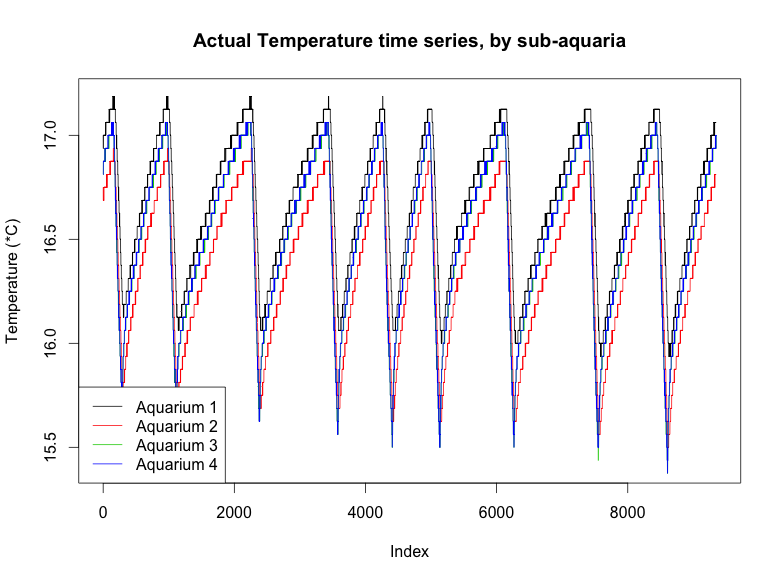 Actual Temperature time series, by sub-aquaria
Temperature (*C)
17.0
16.5
16.0
15.5
Aquarium 1
Aquarium 2
Aquarium 3
Aquarium 4
0 2000 4000 6000 8000
Index